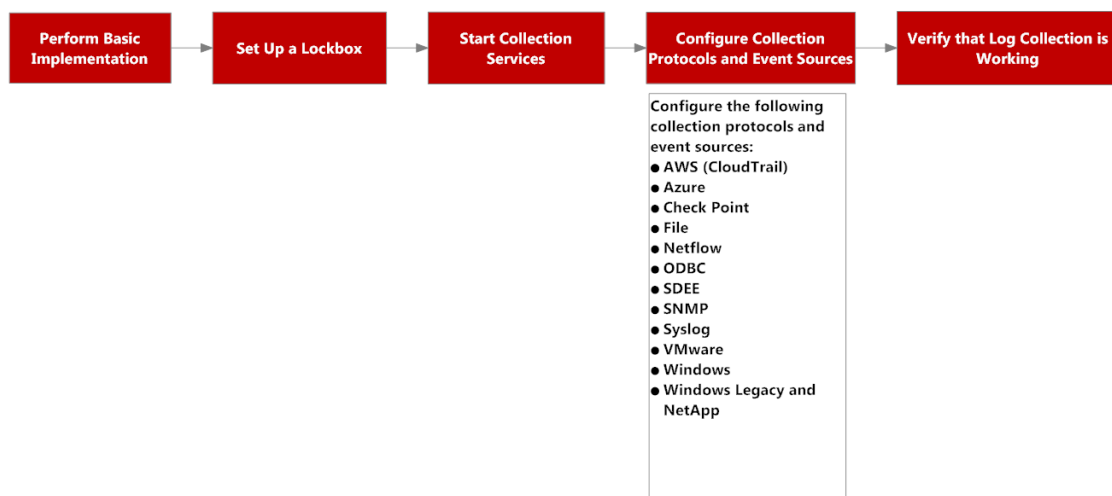 Perform Basic
Implementation
Set Up a Lockbox
Start Collection
Services
Configure Collection
Protocols and Event Sources
Verify that Log Collection is
Working
Configure the following
collection protocols and
event sources:
● AWS (CloudTrail)
● Azure
● Check Point
● File
● Netflow
● ODBC
● SDEE
● SNMP
● Syslog
● VMware
● Windows
● Windows Legacy and
NetApp